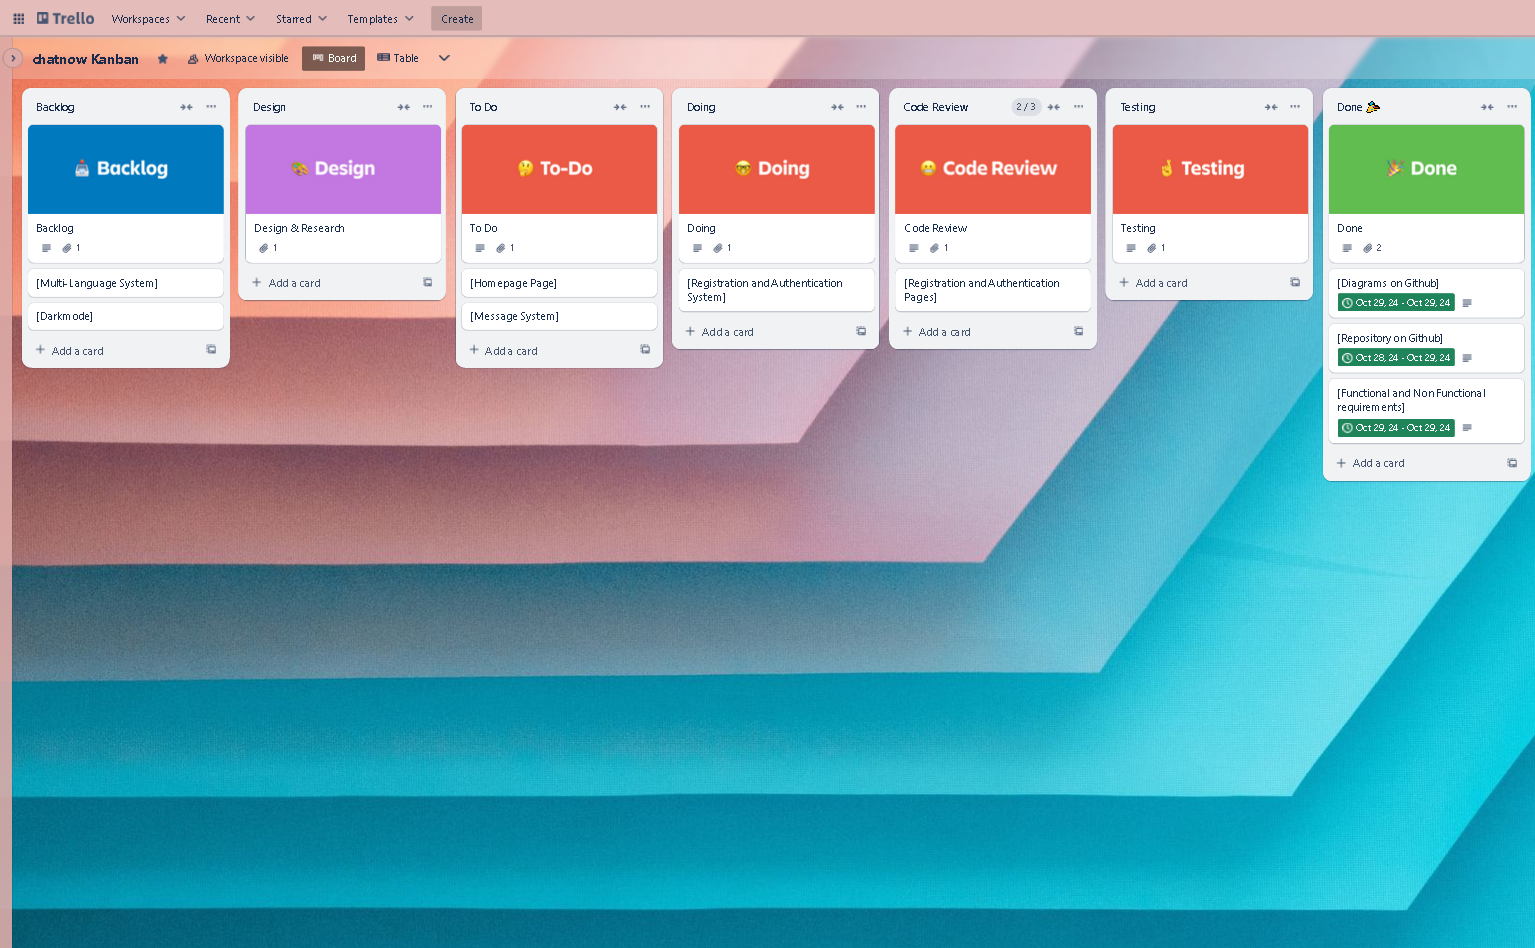 Trello
Workspaces
Recent
Starred
Templates
Create
chatnow Kanban
Workspace visible
Board
Table
Backlog
Backlog
Backlog
1
[Multi-Language System]
[Darkmode]
Add a card
Design
Design
Design & Research
1
Add a card
To Do
To-Do
To Do
1
[Homepage Page]
[Message System]
Add a card
Doing
Doing
Doing
1
[Registration and Authentication
System]
Add a card
Code Review
2 / 3
Code Review
Code Review
1
[Registration and Authentication
Pages]
Add a card
Testing
Testing
Testing
1
Add a card
Done 🎉
Done
Done
2
[Diagrams on Github]
Oct 29, 24 - Oct 29, 24
[Repository on Github]
Oct 28, 24 - Oct 29, 24
[Functional and Non Functional
requirements]
Oct 29, 24 - Oct 29, 24
Add a card